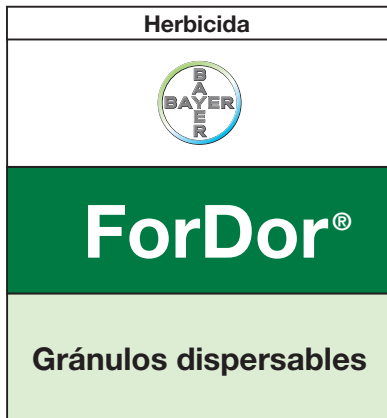 Herbicida
BAYER
BAYER
ForDor®
Gránulos dispersables